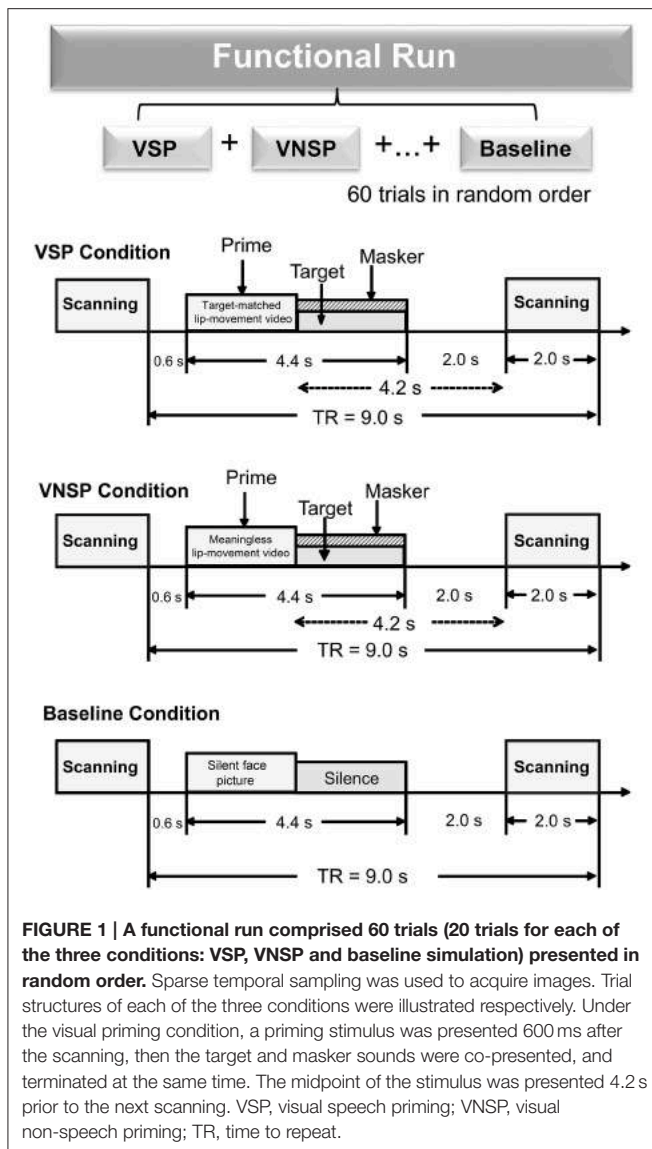 Functional Run
VSP + VNSP +...+ Baseline
60 trials in random order
VSP Condition
Prime
Target
Masker
Scanning
Target-matched
lip-movement video
Scanning
0.6 s
4.4 s
2.0 s
2.0 s
4.2 s
TR = 9.0 s
VNSP Condition
Prime
Target
Masker
Scanning
Meaningless
lip-movement video
Scanning
0.6 s
4.4 s
2.0 s
2.0 s
4.2 s
TR = 9.0 s
Baseline Condition
Scanning
Silent face
picture
Silence
Scanning
0.6 s
4.4 s
2.0 s
2.0 s
TR = 9.0 s
FIGURE 1 | A functional run comprised 60 trials (20 trials for each of
the three conditions: VSP, VNSP and baseline simulation) presented in
random order. Sparse temporal sampling was used to acquire images. Trial
structures of each of the three conditions were illustrated respectively. Under
the visual priming condition, a priming stimulus was presented 600 ms after
the scanning, then the target and masker sounds were co-presented, and
terminated at the same time. The midpoint of the stimulus was presented 4.2 s
prior to the next scanning. VSP, visual speech priming; VNSP, visual
non-speech priming; TR, time to repeat.